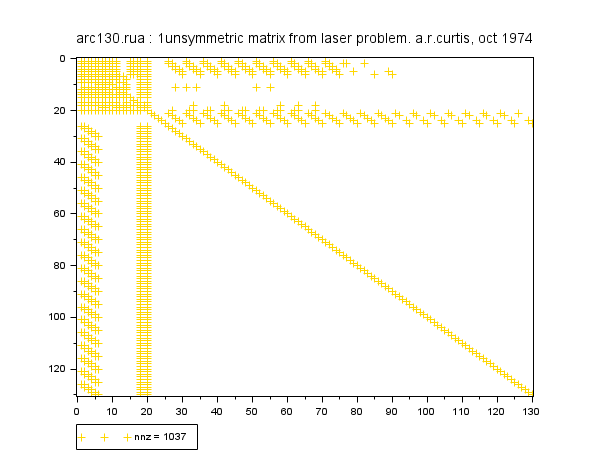 arc130.rua : 1unsymmetric matrix from laser problem. a.r.curtis, oct 1974
0
20
40
60
80
100
120
0 10 20 30 40 50 60 70 80 90 100 110 120 130
nnz = 1037